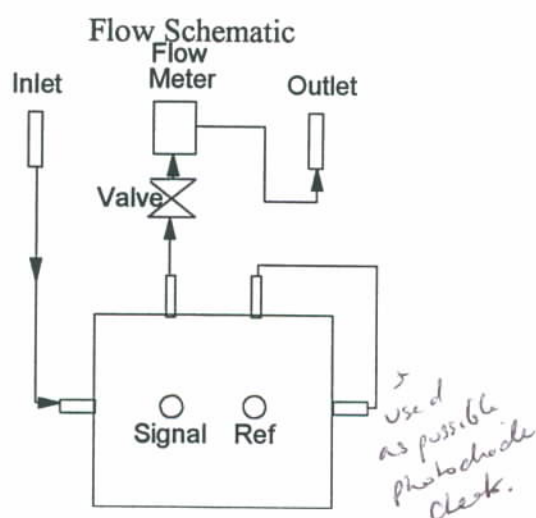 Flow Schematic
Flow
Meter
Inlet
Outlet
Valve
Signal
Ref
used
as possible
photodiode
check.